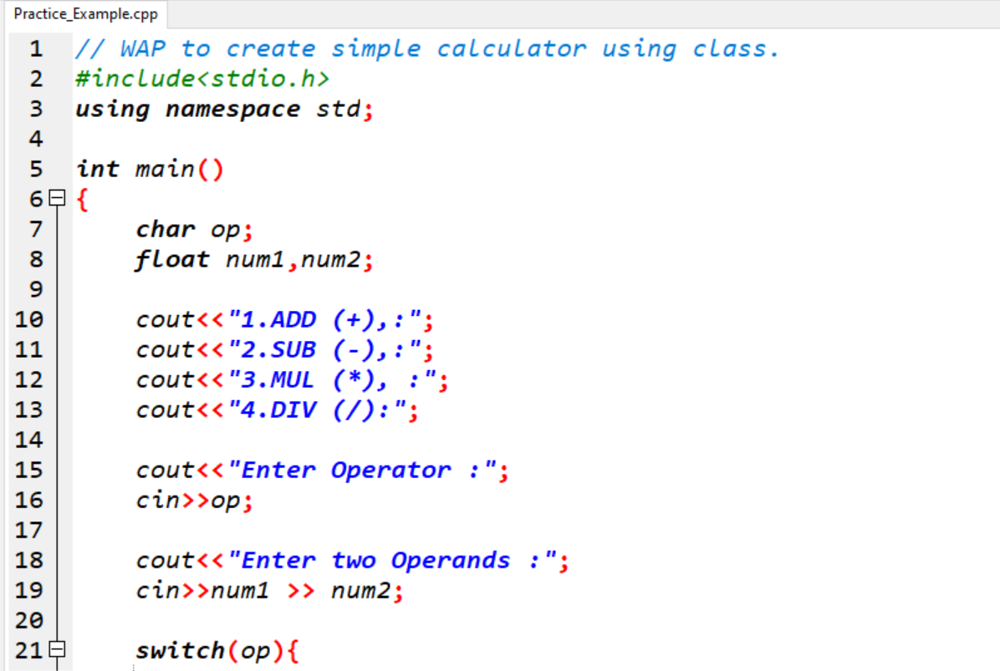 Practice_Example.cpp
1 // WAP to create simple calculator using class.
2 #include<stdio.h>
3 using namespace std;
4
5 int main()
6 {
7 char op;
8 float num1,num2;
9
10 cout<<"1.ADD (+),:";
11 cout<<"2.SUB (-),:";
12 cout<<"3.MUL (*), :";
13 cout<<"4.DIV (/):";
14
15 cout<<"Enter Operator :";
16 cin>>op;
17
18 cout<<"Enter two Operands :";
19 cin>>num1 >> num2;
20
21 switch(op){